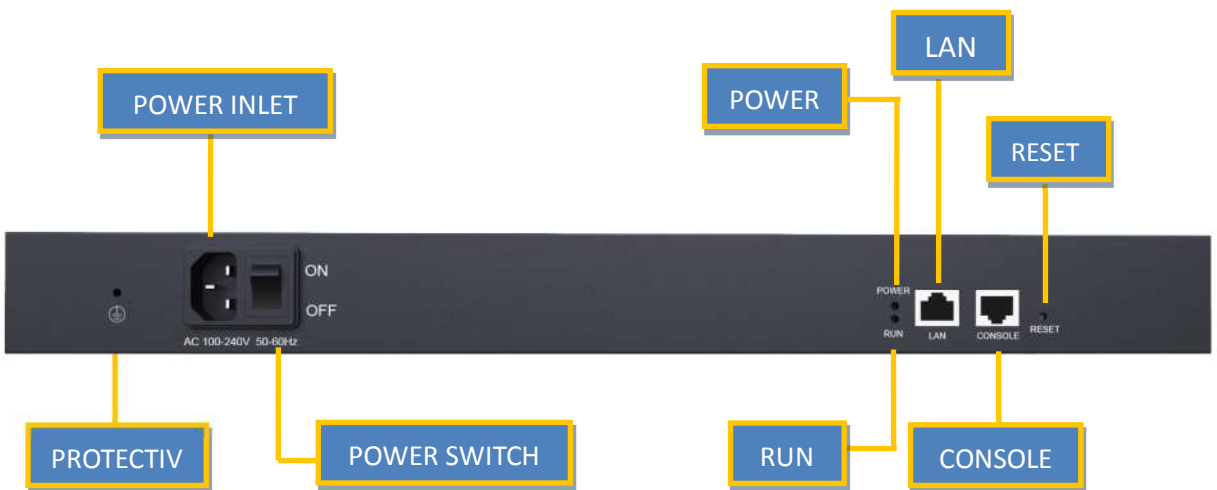 LAN
POWER INLET
POWER
RESET
ON
OFF
AC 100-240V 50-60Hz
POWER
RUN
LAN
CONSOLE
RESET
PROTECTIV
POWER SWITCH
RUN
CONSOLE